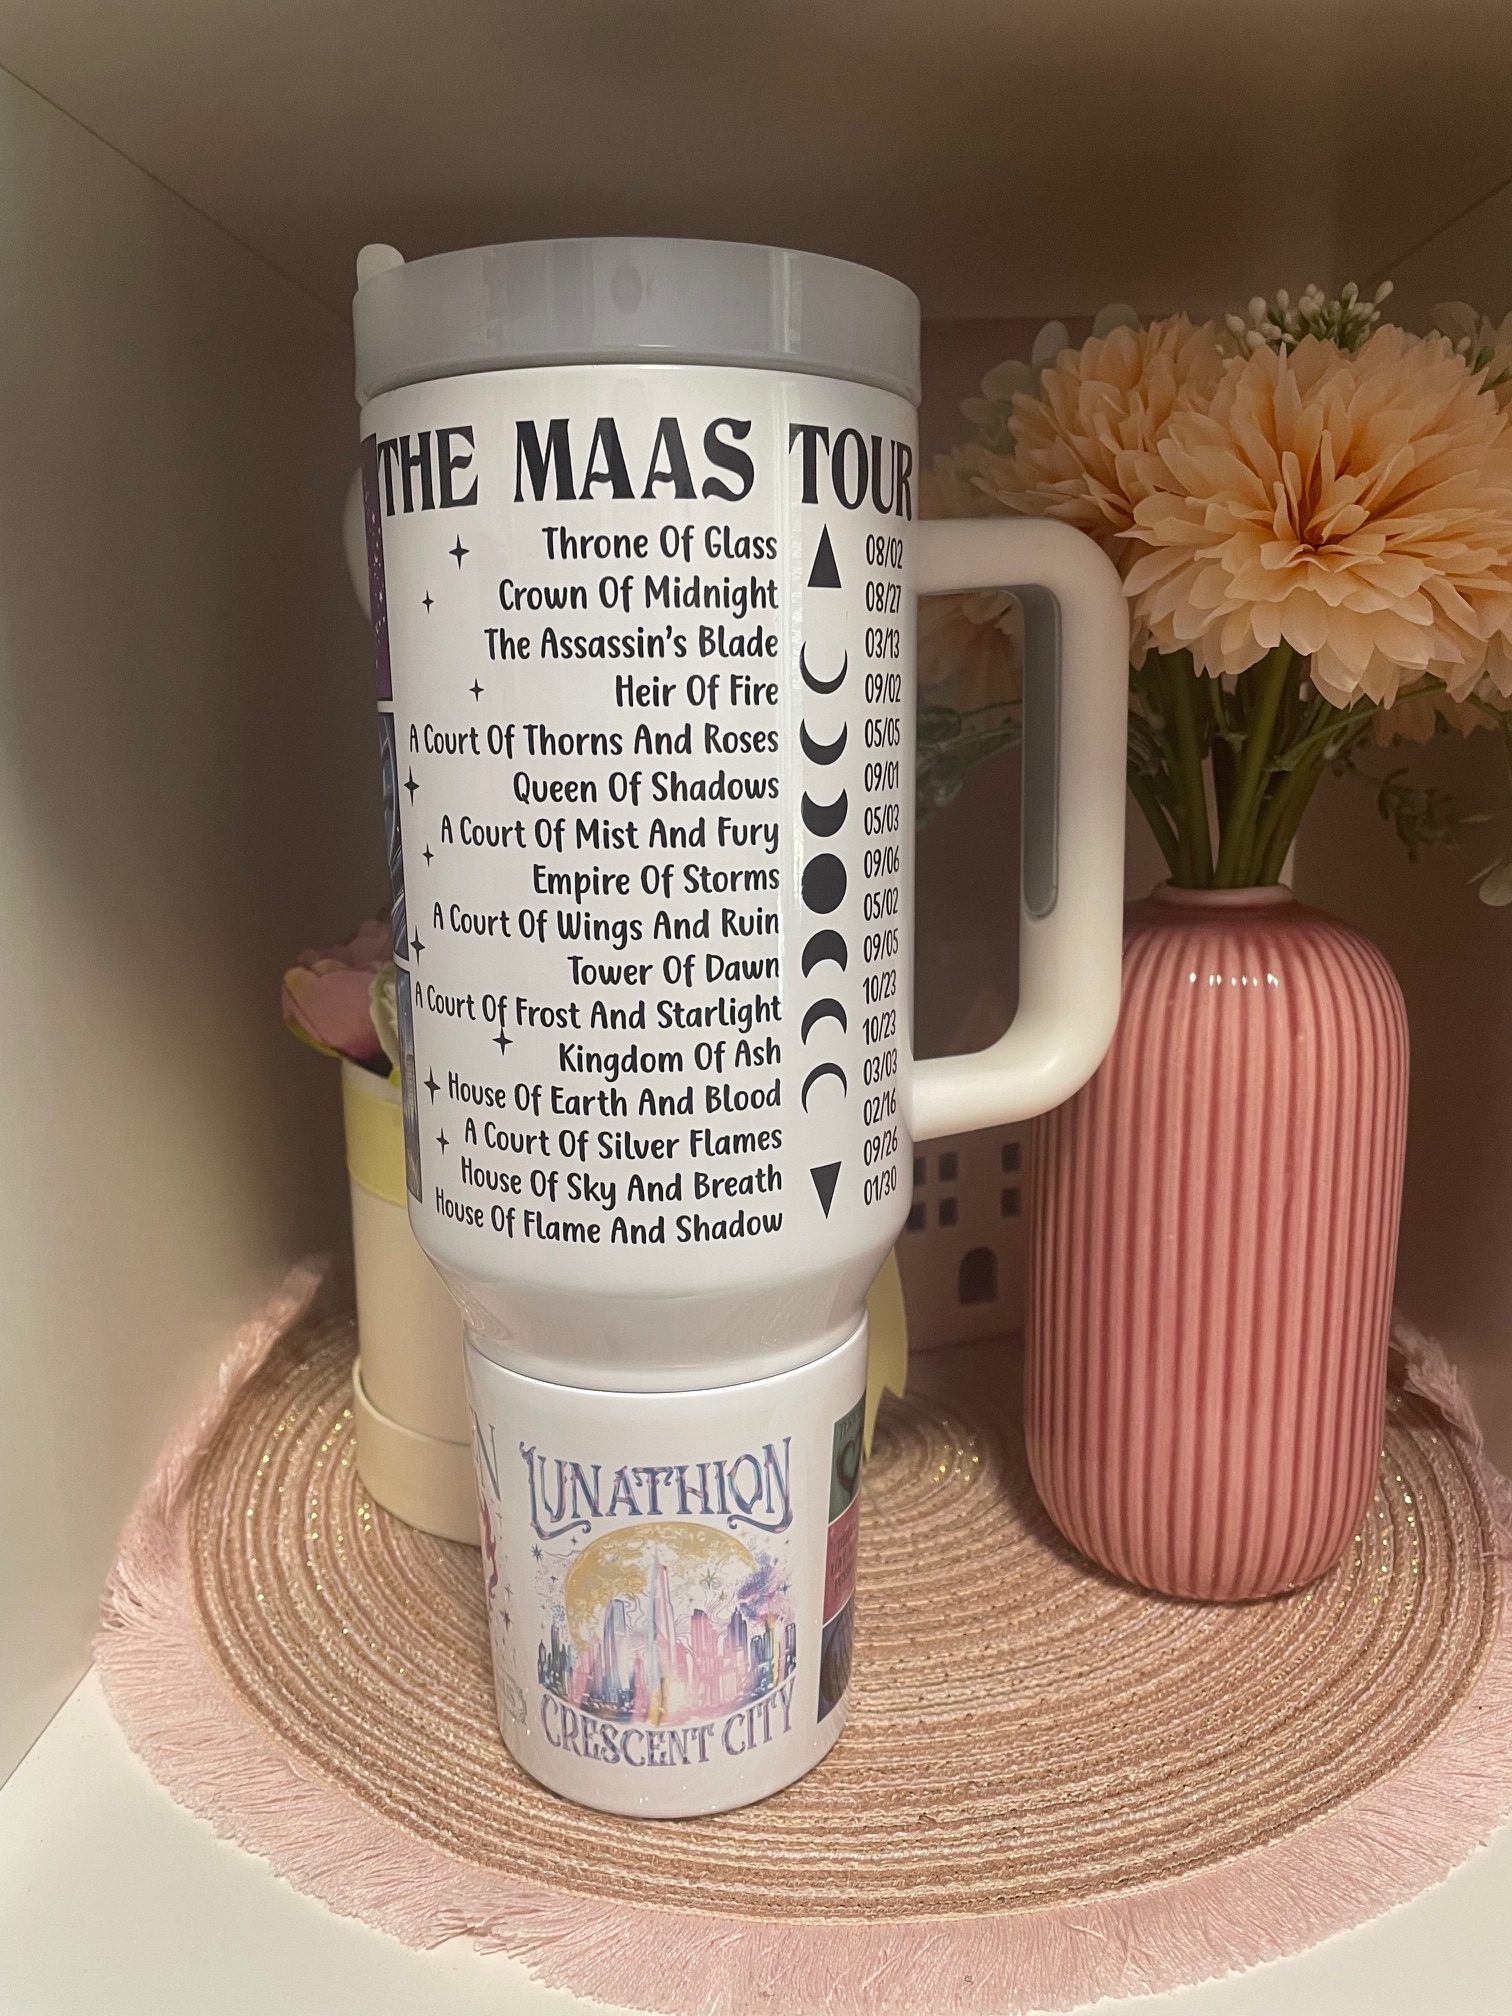 THE MAAS TOUR
Throne Of Glass 08/02
Crown Of Midnight 08/27
The Assassin's Blade 03/13
Heir Of Fire 09/02
A Court Of Thorns And Roses 05/05
Queen Of Shadows 09/01
A Court Of Mist And Fury 05/03
Empire Of Storms 09/06
A Court Of Wings And Ruin 05/02
Tower Of Dawn 09/05
A Court Of Frost And Starlight 10/23
Kingdom Of Ash 10/23
House Of Earth And Blood 03/03
A Court Of Silver Flames 02/16
House Of Sky And Breath 09/26
House Of Flame And Shadow 01/30
LUNATHION
CRESCENT CITY